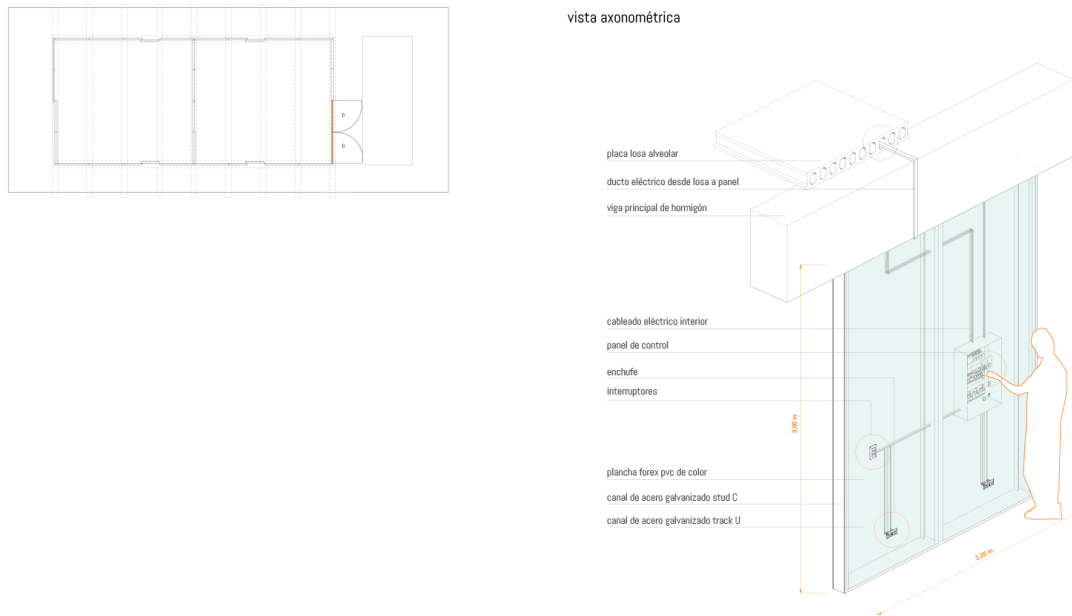 vista axonométrica
placa losa alveolar
ducto eléctrico desde losa a panel
viga principal de hormigón
cableado eléctrico interior
panel de control
enchufe
interruptores
3,00 m
plancha forex pvc de color
canal de acero galvanizado stud C
canal de acero galvanizado track U